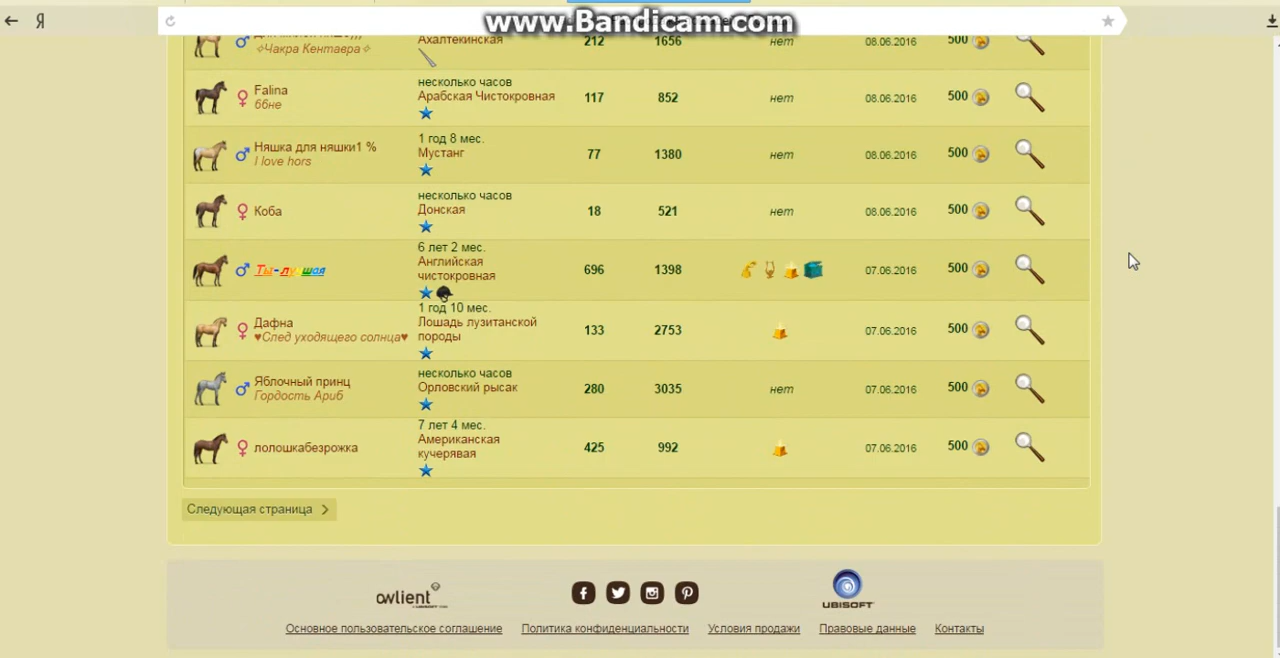 Я
www.Bandicam.com
✧Чакра Кентавра✧
Ахалтекинская
212
1656
нет
08.06.2016
500
Falina
66не
несколько часов
Арабская Чистокровная
117
852
нет
08.06.2016
500
Няшка для няшки1 %
I love hors
1 год 8 мес.
Мустанг
77
1380
нет
08.06.2016
500
Коба
несколько часов
Донская
18
521
нет
08.06.2016
500
Ты-лучшая
6 лет 2 мес.
Английская
чистокровная
696
1398
07.06.2016
500
Дафна
♥След уходящего солнца♥
1 год 10 мес.
Лошадь лузитанской
породы
133
2753
07.06.2016
500
Яблочный принц
Гордость Ариб
несколько часов
Орловский рысак
280
3035
нет
07.06.2016
500
лолошкабезрожка
7 лет 4 мес.
Американская
кучерявая
425
992
07.06.2016
500
Следующая страница
owlient
UBISOFT
Основное пользовательское соглашение
Политика конфиденциальности
Условия продажи
Правовые данные
Контакты